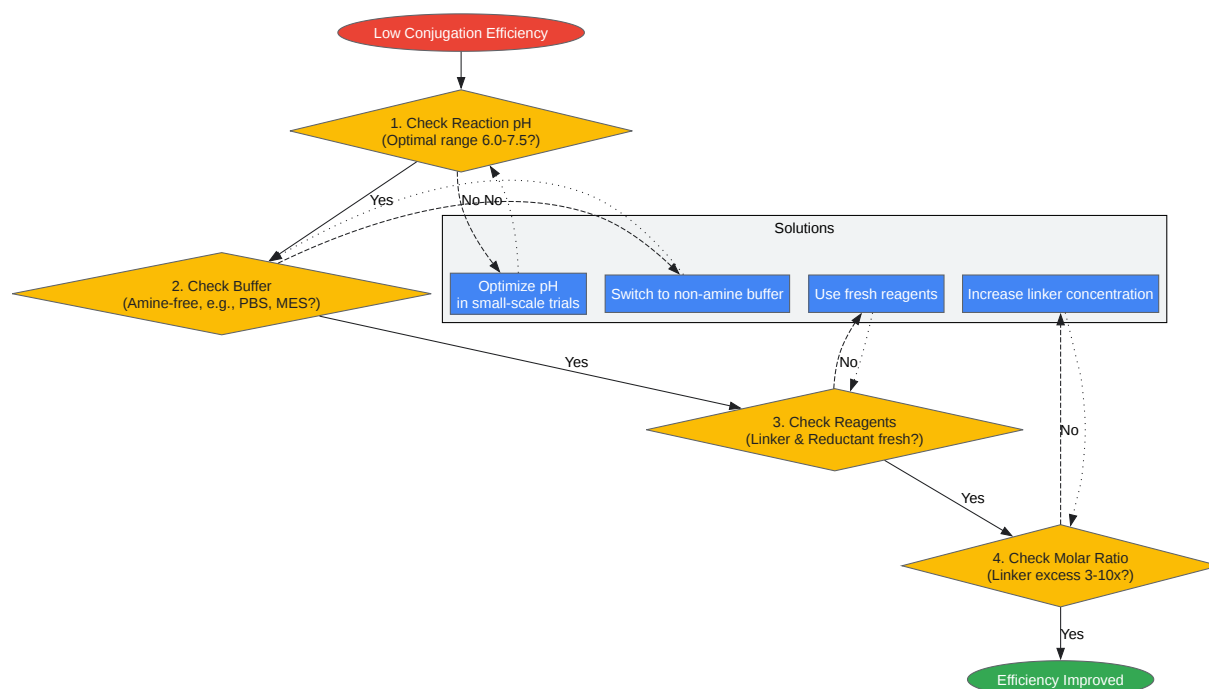 Low Conjugation Efficiency
1. Check Reaction pH
(Optimal range 6.0-7.5?)
Yes
No
No
Solutions
2. Check Buffer
(Amine-free, e.g., PBS, MES?)
Optimize pH
in small-scale trials
Switch to non-amine buffer
Use fresh reagents
Increase linker concentration
Yes
No
3. Check Reagents
(Linker & Reductant fresh?)
No
Yes
4. Check Molar Ratio
(Linker excess 3-10x?)
Yes
Efficiency Improved